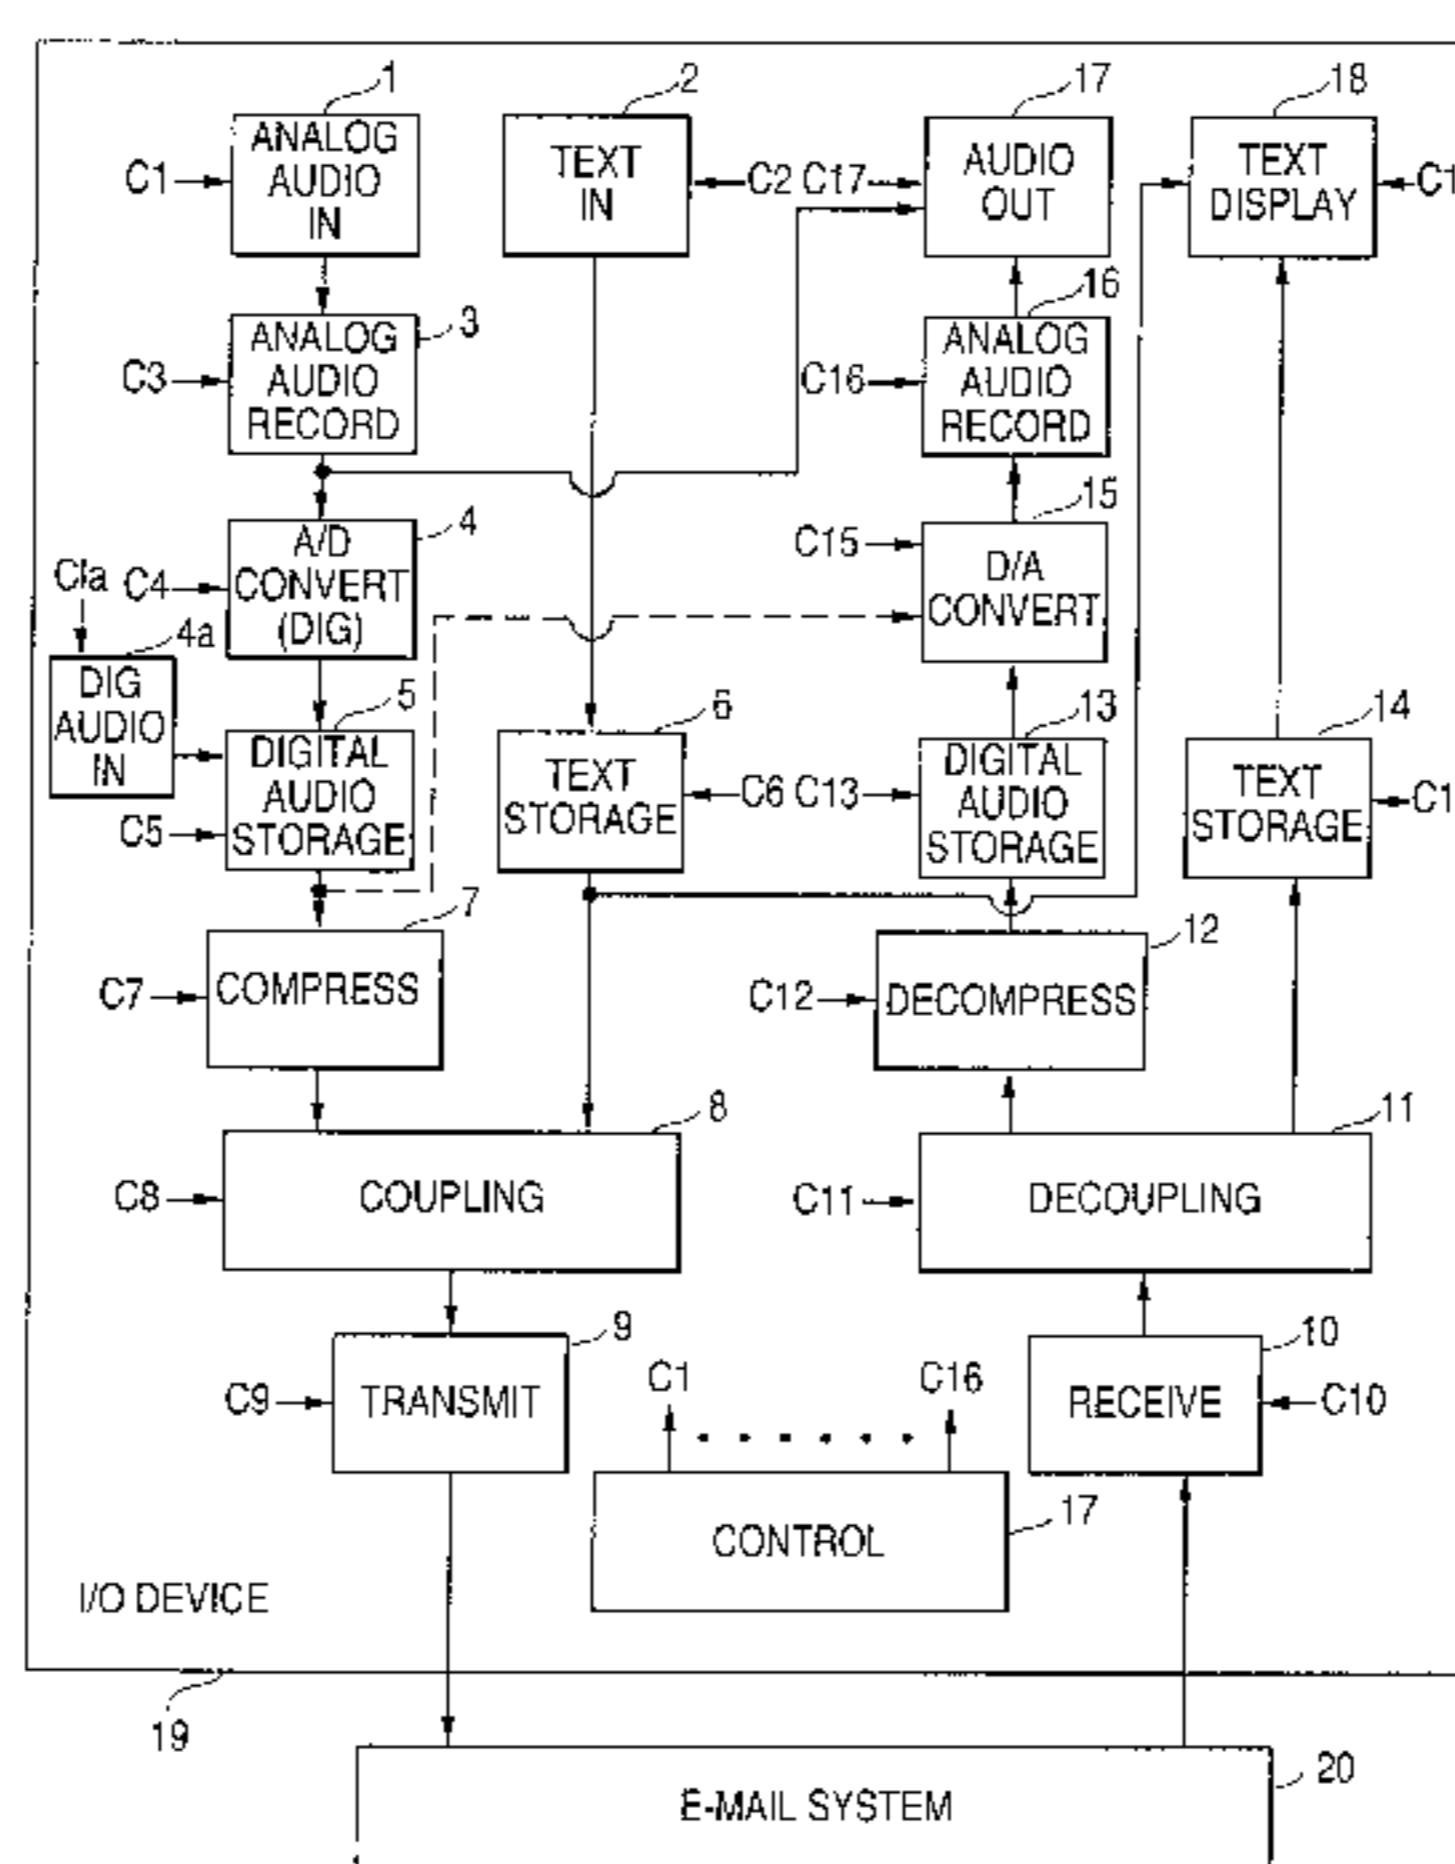 1
2
17
18
ANALOG
AUDIO
IN
TEXT
IN
AUDIO
OUT
TEXT
DISPLAY
C1
C2
C17
C1
3
16
ANALOG
AUDIO
RECORD
ANALOG
AUDIO
RECORD
C3
C16
4
15
A/D
CONVERT
(DIG)
D/A
CONVERT
CIa
C4
C15
4a
DIG
AUDIO
IN
5
6
13
14
DIGITAL
AUDIO
STORAGE
TEXT
STORAGE
DIGITAL
AUDIO
STORAGE
TEXT
STORAGE
C5
C6
C13
C1
7
12
COMPRESS
DECOMPRESS
C7
C12
8
11
COUPLING
DECOUPLING
C8
C11
9
10
TRANSMIT
RECEIVE
C9
C1
C16
C10
CONTROL
17
I/O DEVICE
19
20
E-MAIL SYSTEM